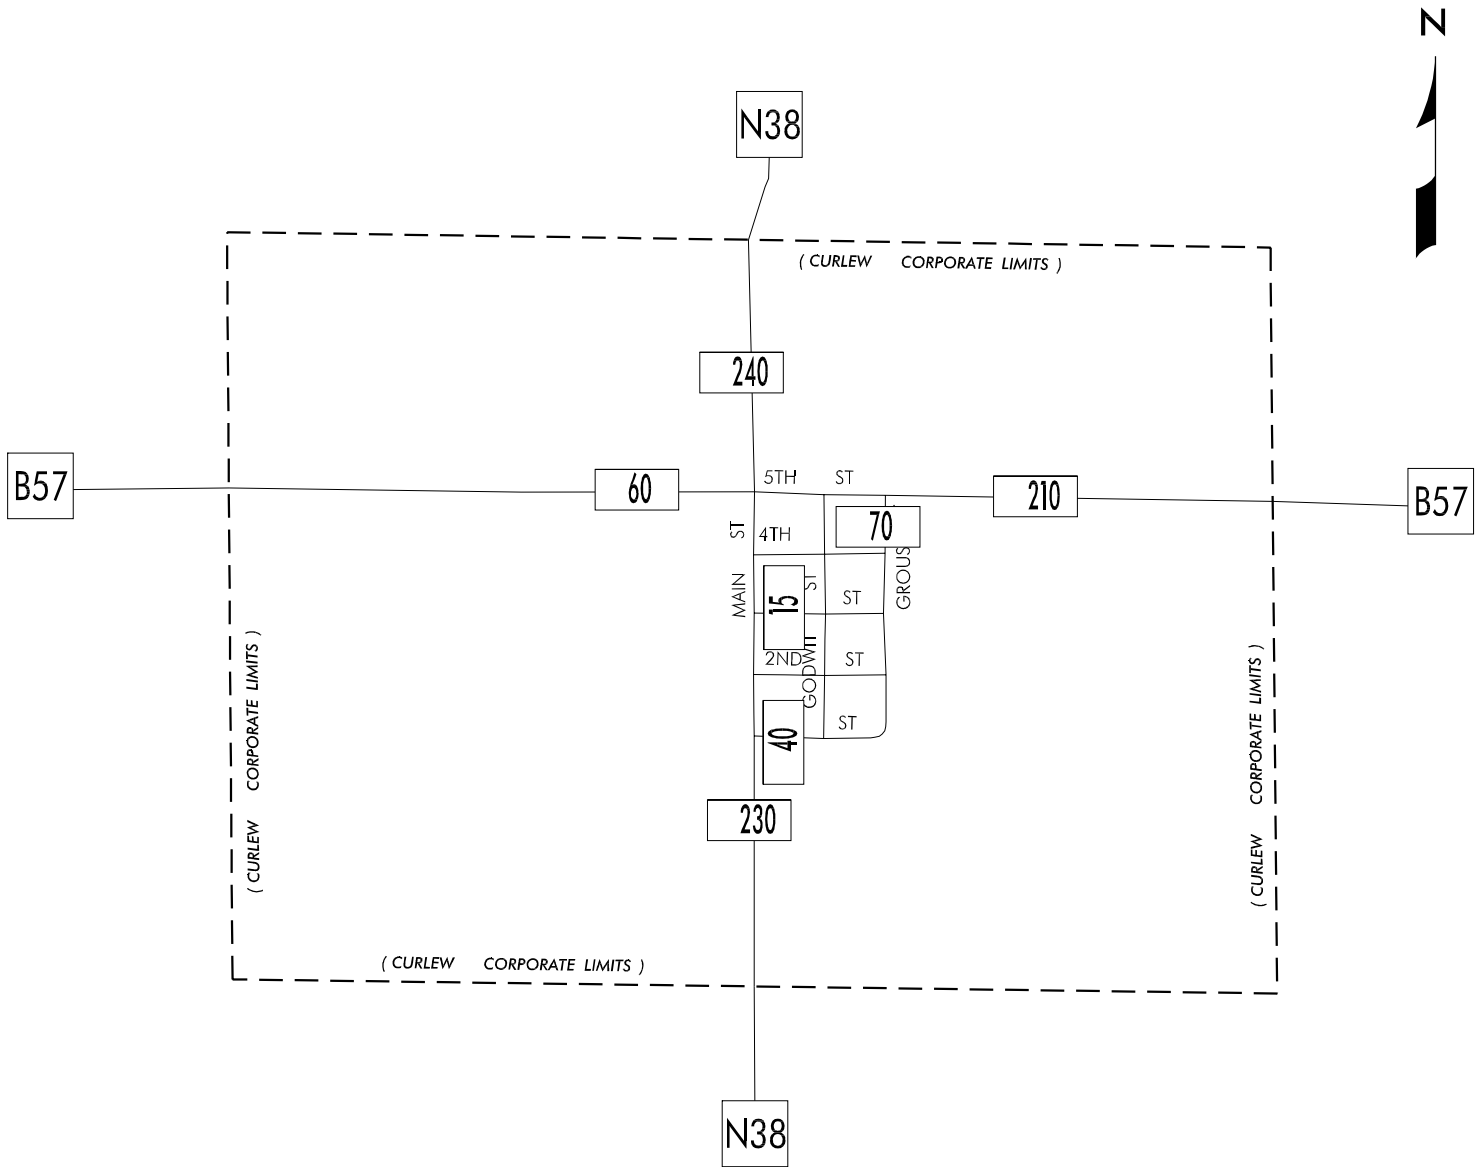 N
N38
( CURLEW CORPORATE LIMITS )
240
B57
60
5TH ST
210
B57
70
ST
4TH
MAIN
15
ST
ST
2ND
GODWIT
ST
40
ST
230
( CURLEW CORPORATE LIMITS )
( CURLEW CORPORATE LIMITS )
( CURLEW CORPORATE LIMITS )
N38